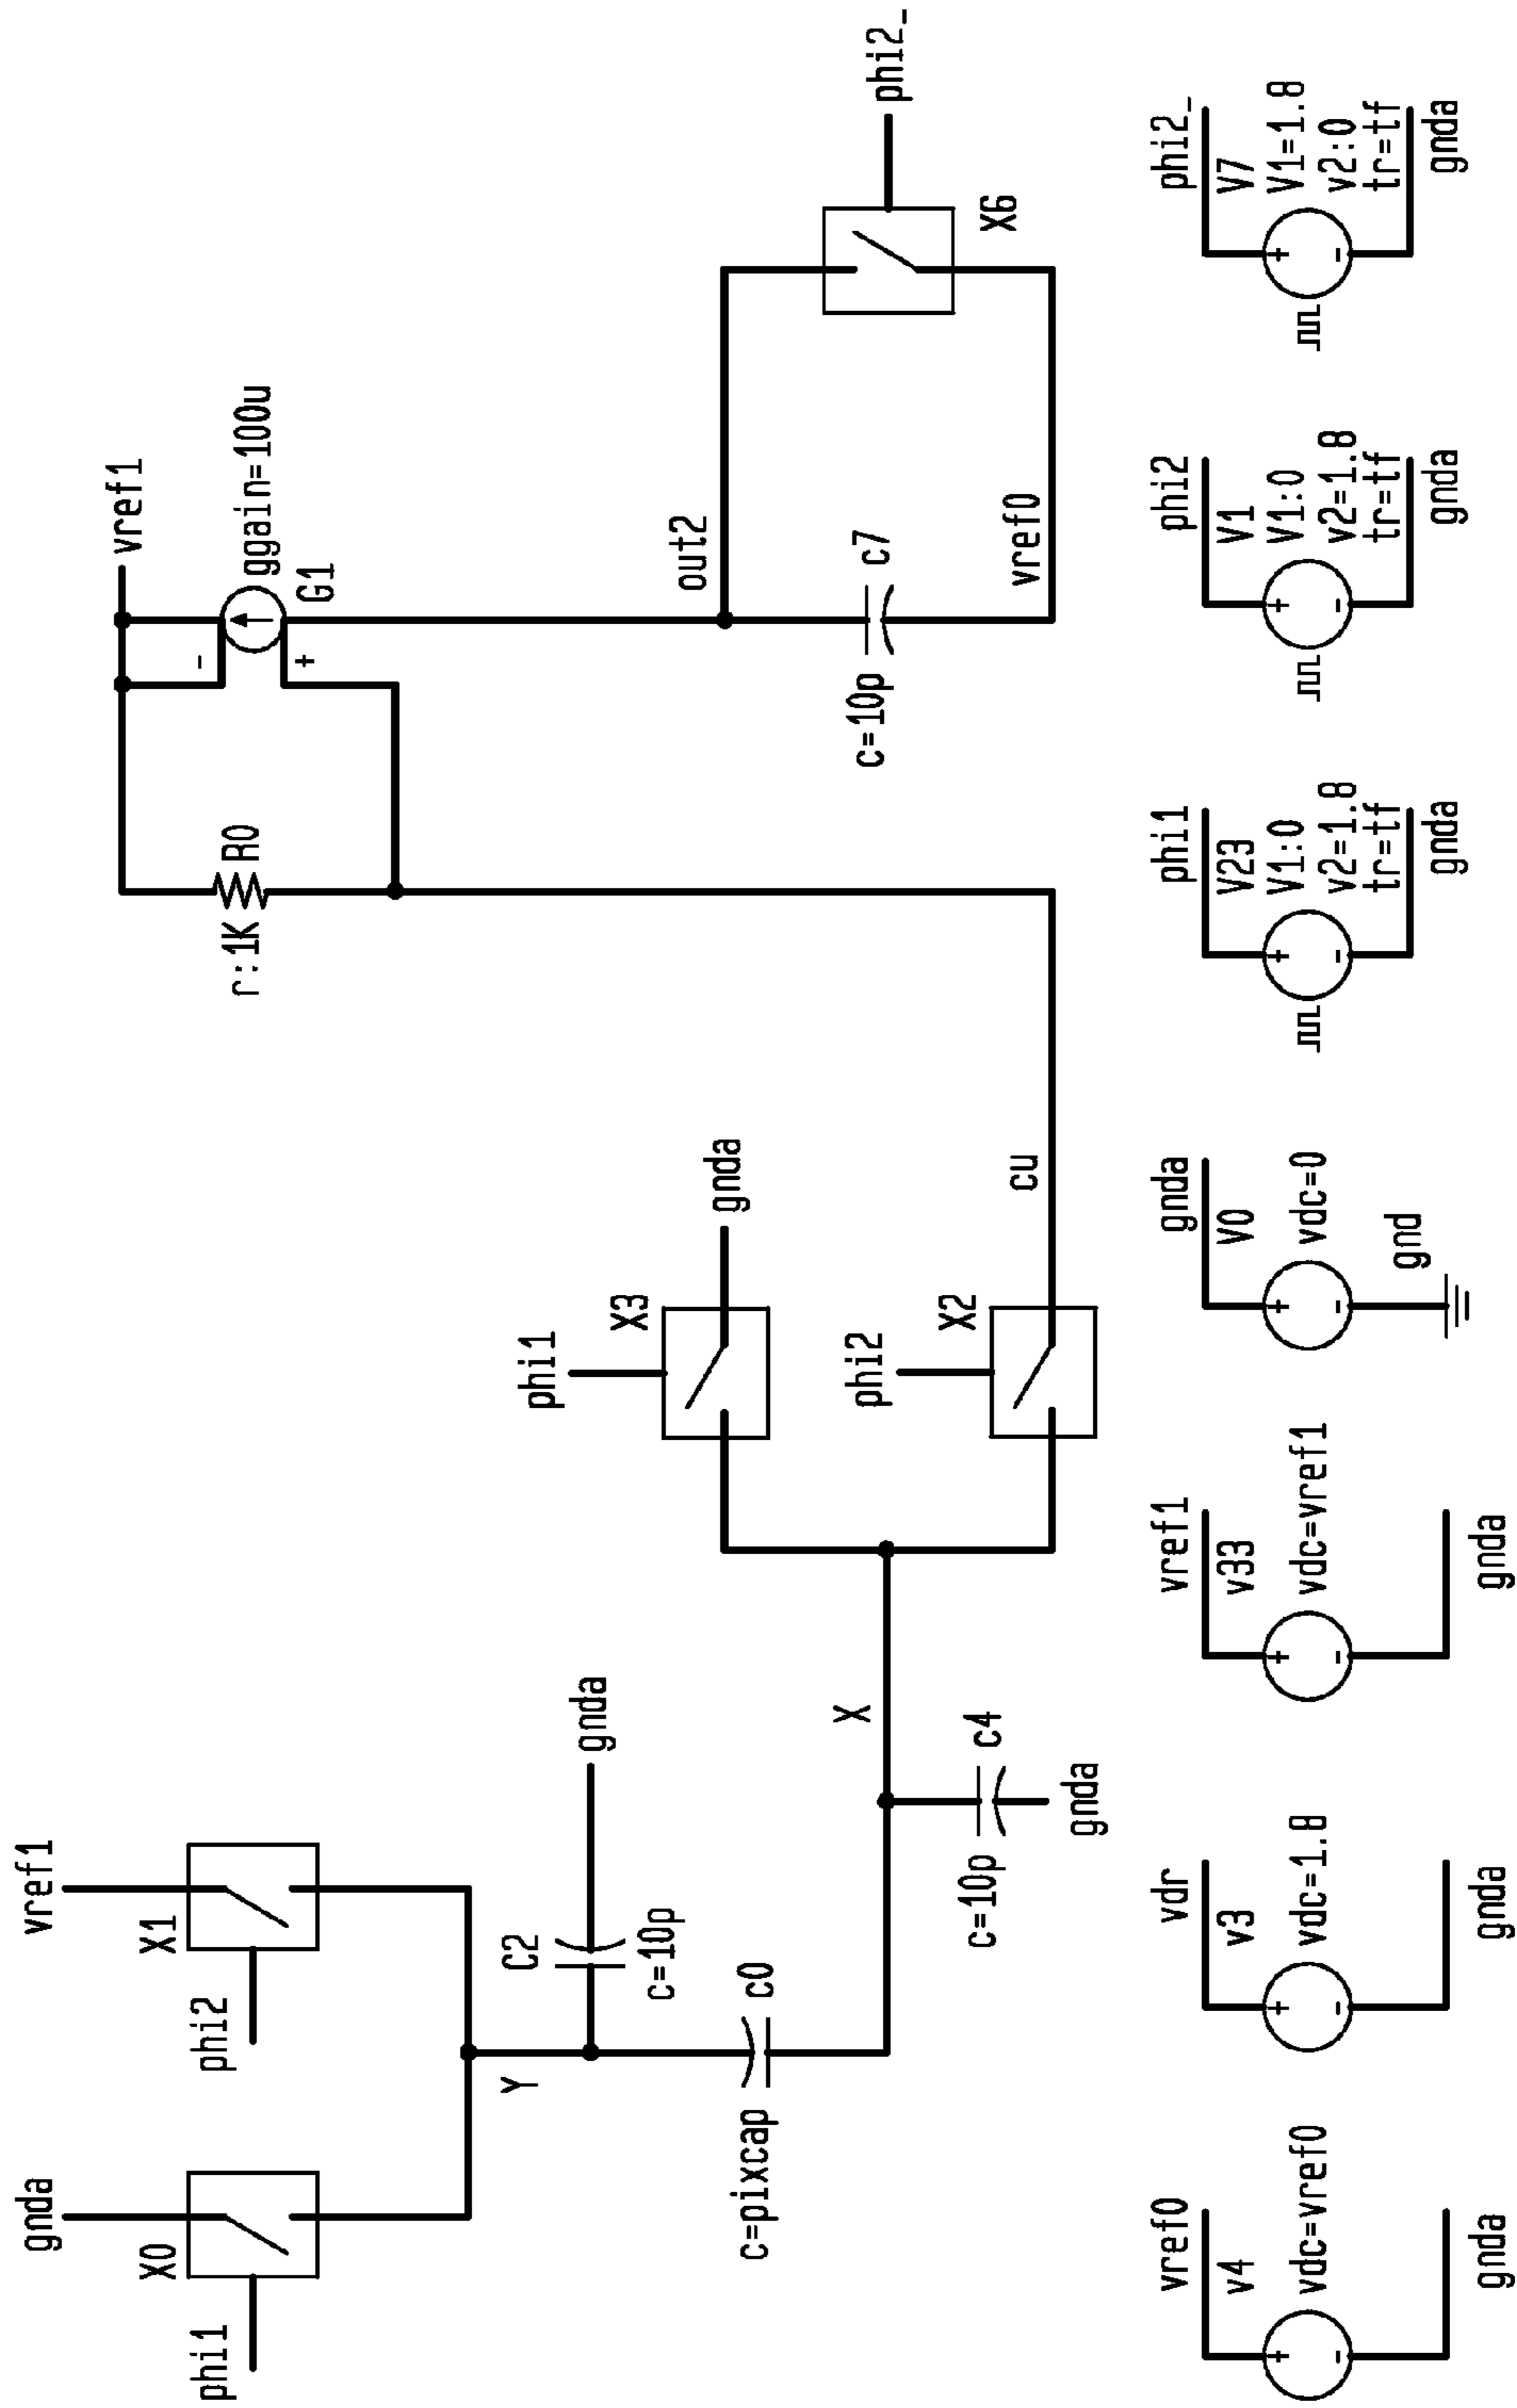 gnda
phi1
X0
vref1
phi2
X1
Y
C2
c=10p
gnda
c=pixcap
c0
X
c=10p
c4
gnda
phi1
X3
gnda
phi2
X2
cu
r:1K
R0
vref1
ggain=100u
G1
out2
c=10p
c7
vref0
X6
phi2_
vref0
v4
vdc=vref0
gnda
vdr
v3
vdc=1.8
gnda
vref1
v33
vdc=vref1
gnda
gnda
V0
vdc=0
gnd
phi1
V23
V1:0
v2=1.8
tr=tf
gnda
phi2
V1
V1:0
v2=1.8
tr=tf
gnda
phi2_
V7
V1=1.8
v2:0
tr=tf
gnda